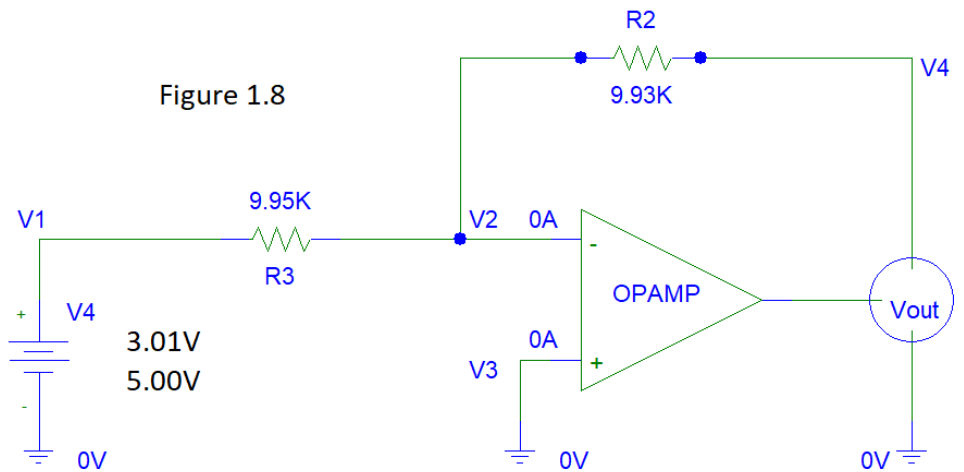 R2
V4
Figure 1.8
9.93K
9.95K
V1
V2
0A
-
R3
OPAMP
Vout
V4
+
3.01V
0A
+
V3
5.00V
-
0V
0V
0V